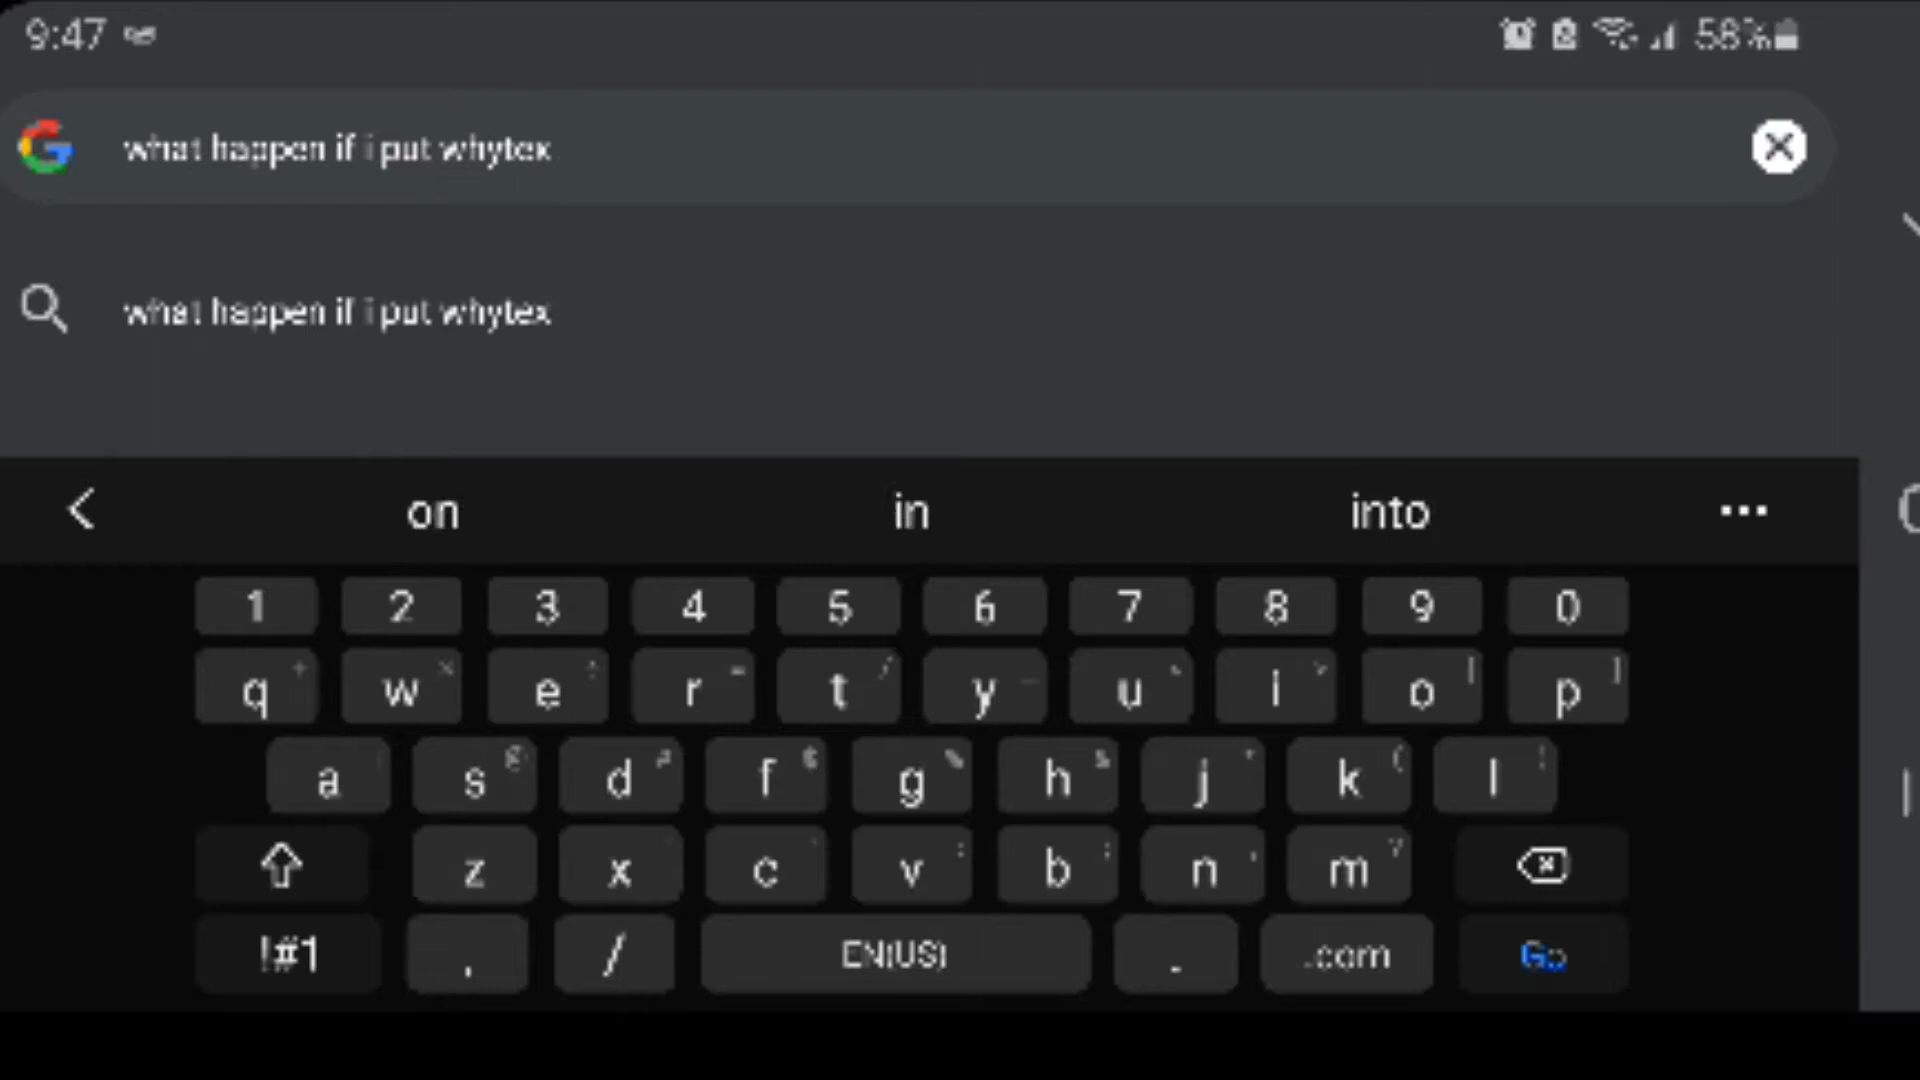 9:47 58%
what happen if i put whytex
what happen if i put whytex
on in into ...
1 2 3 4 5 6 7 8 9 0
q w e r t y u i o p
a s d f g h j k l
z x c v b n m
!#1 , / EN(US) . .com Go